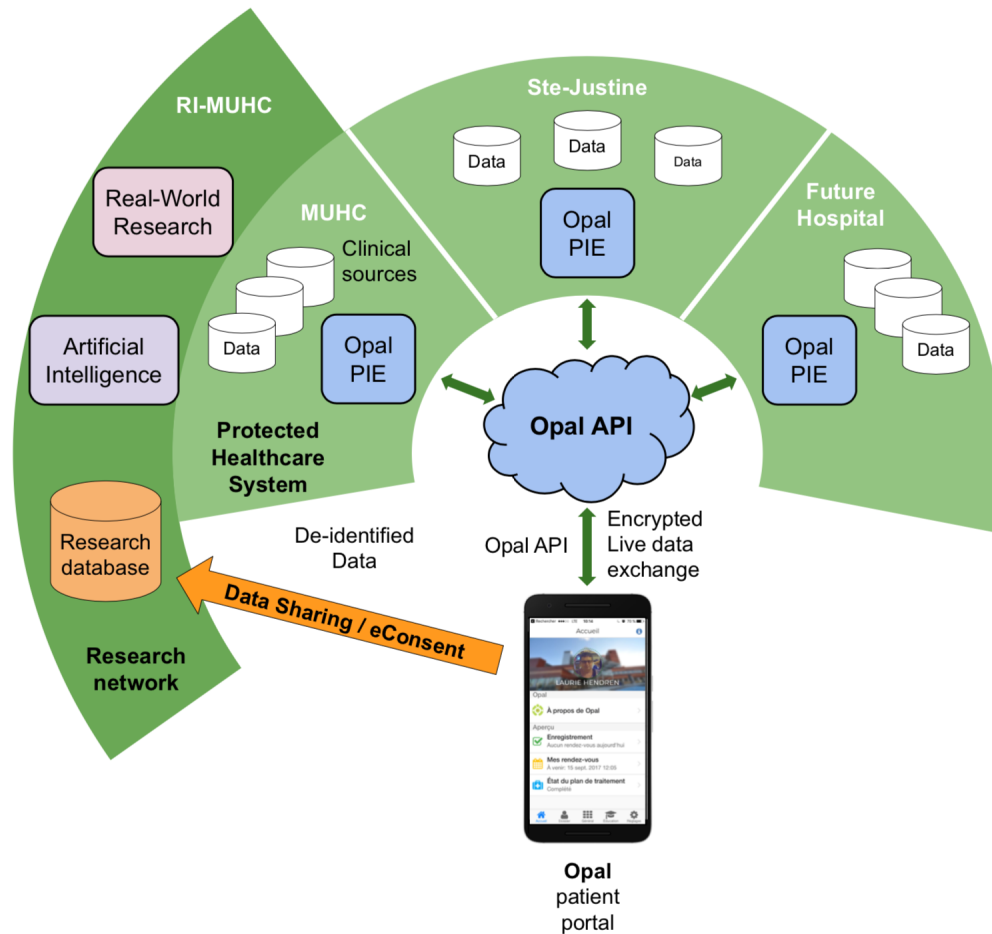 RI-MUHC
Real-World
Research
Artificial
Intelligence
Research
database
Research
network
MUHC
Clinical
sources
Data
Opal
PIE
Protected
Healthcare
System
Ste-Justine
Data
Data
Data
Opal
PIE
Future
Hospital
Opal
PIE
Data
Opal API
De-identified
Data
Data Sharing / eConsent
Opal API
Encrypted
Live data
exchange
Accueil
LAURIE HENDREN
Opal
À propos de Opal
Aperçu
Enregistrement
Aucun rendez-vous aujourd'hui
Mes rendez-vous
À venir: 15 sept. 2017 12:05
État du plan de traitement
Complété
Opal
patient
portal